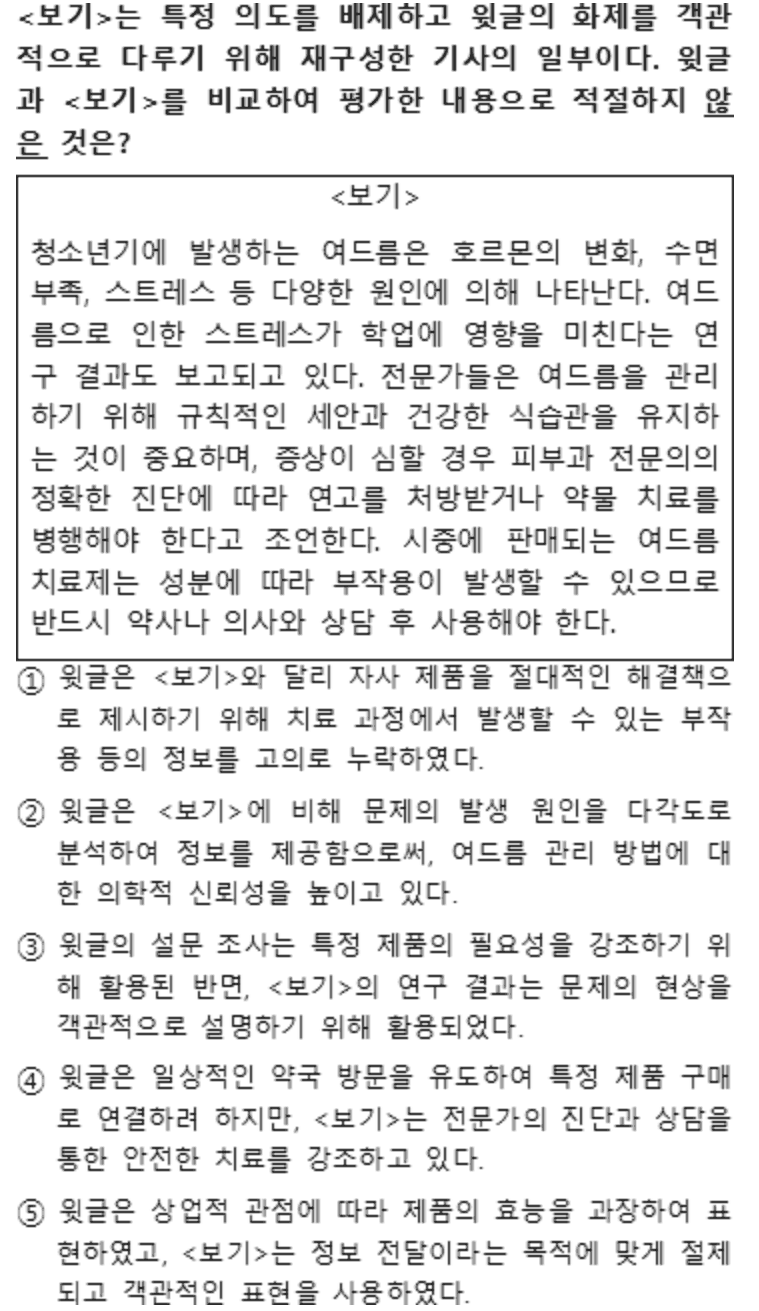 <보기>는 특정 의도를 배제하고 윗글의 화제를 객관
적으로 다루기 위해 재구성한 기사의 일부이다. 윗글
과 <보기>를 비교하여 평가한 내용으로 적절하지 않
은 것은?
<보기>
청소년기에 발생하는 여드름은 호르몬의 변화, 수면
부족, 스트레스 등 다양한 원인에 의해 나타난다. 여드
름으로 인한 스트레스가 학업에 영향을 미친다는 연
구 결과도 보고되고 있다. 전문가들은 여드름을 관리
하기 위해 규칙적인 세안과 건강한 식습관을 유지하
는 것이 중요하며, 증상이 심할 경우 피부과 전문의의
정확한 진단에 따라 연고를 처방받거나 약물 치료를
병행해야 한다고 조언한다. 시중에 판매되는 여드름
치료제는 성분에 따라 부작용이 발생할 수 있으므로
반드시 약사나 의사와 상담 후 사용해야 한다.
① 윗글은 <보기>와 달리 자사 제품을 절대적인 해결책으
로 제시하기 위해 치료 과정에서 발생할 수 있는 부작
용 등의 정보를 고의로 누락하였다.
② 윗글은 <보기>에 비해 문제의 발생 원인을 다각도로
분석하여 정보를 제공함으로써, 여드름 관리 방법에 대
한 의학적 신뢰성을 높이고 있다.
③ 윗글의 설문 조사는 특정 제품의 필요성을 강조하기 위
해 활용된 반면, <보기>의 연구 결과는 문제의 현상을
객관적으로 설명하기 위해 활용되었다.
④ 윗글은 일상적인 약국 방문을 유도하여 특정 제품 구매
로 연결하려 하지만, <보기>는 전문가의 진단과 상담을
통한 안전한 치료를 강조하고 있다.
⑤ 윗글은 상업적 관점에 따라 제품의 효능을 과장하여 표
현하였고, <보기>는 정보 전달이라는 목적에 맞게 절제
되고 객관적인 표현을 사용하였다.